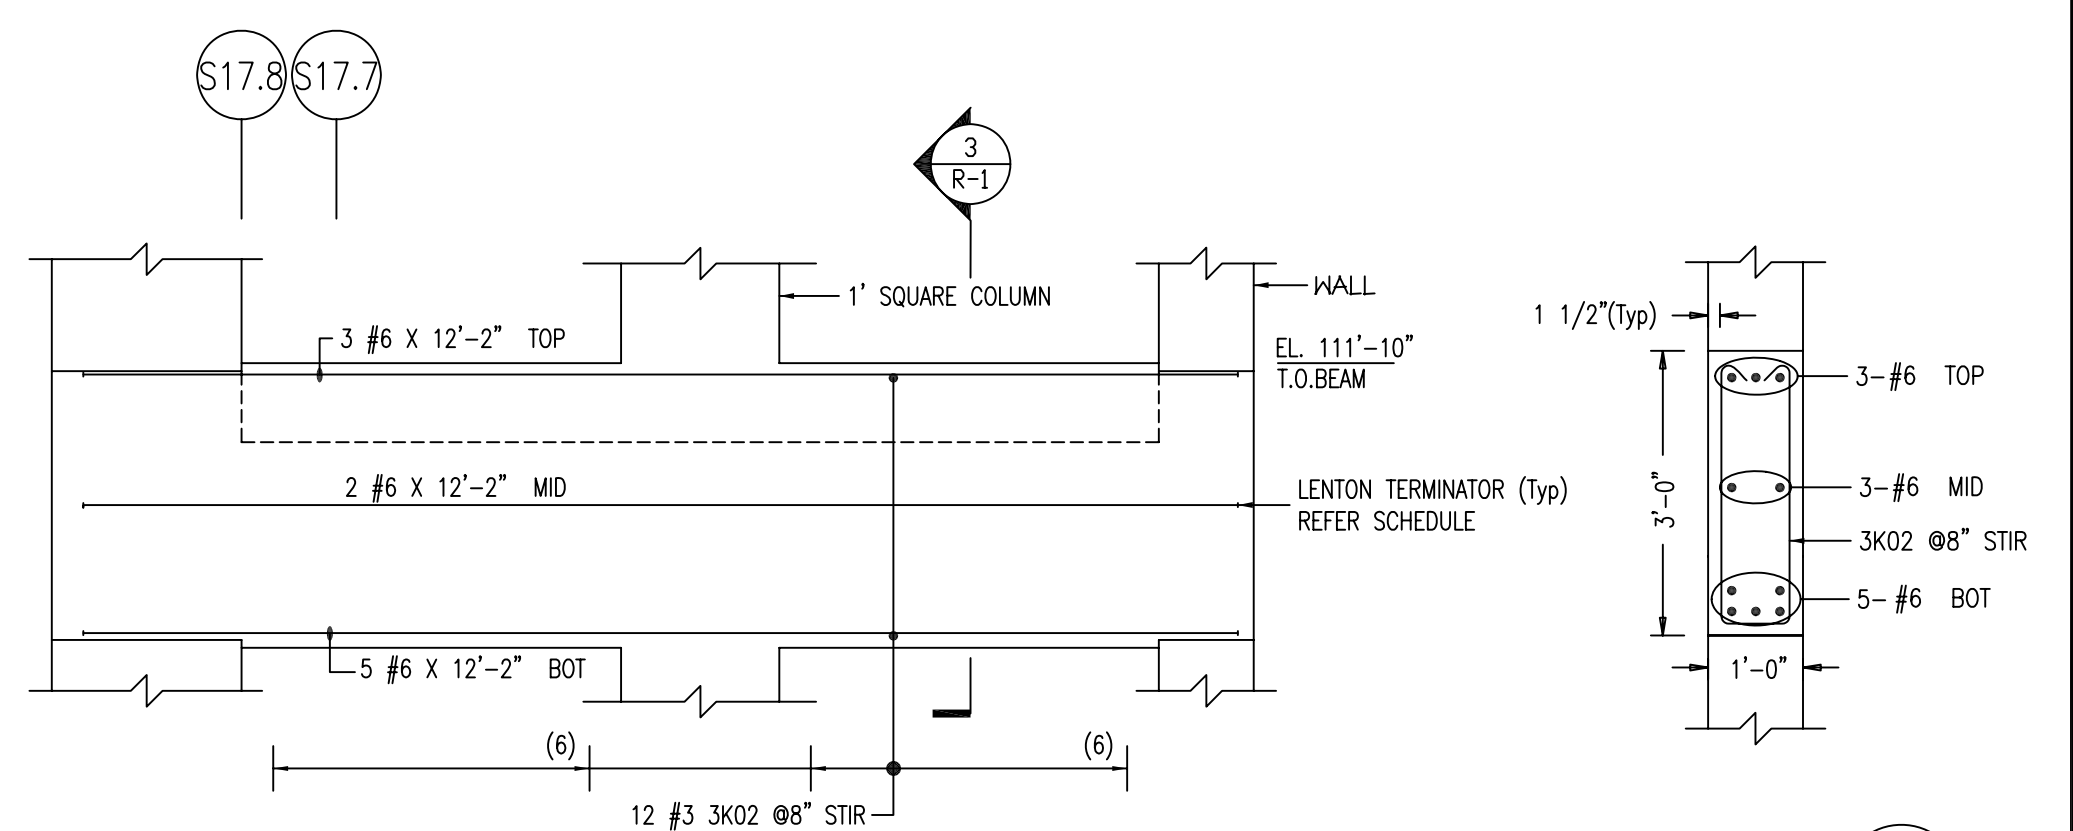 S17.8
S17.7
3
R-1
1' SQUARE COLUMN
WALL
3 #6 X 12'-2" TOP
EL. 111'-10"
T.O.BEAM
2 #6 X 12'-2" MID
LENTON TERMINATOR (Typ)
REFER SCHEDULE
5 #6 X 12'-2" BOT
(6)
(6)
12 #3 3K02 @8" STIR
1 1/2"(Typ)
3-#6 TOP
3'-0"
3-#6 MID
3K02 @8" STIR
5- #6 BOT
1'-0"